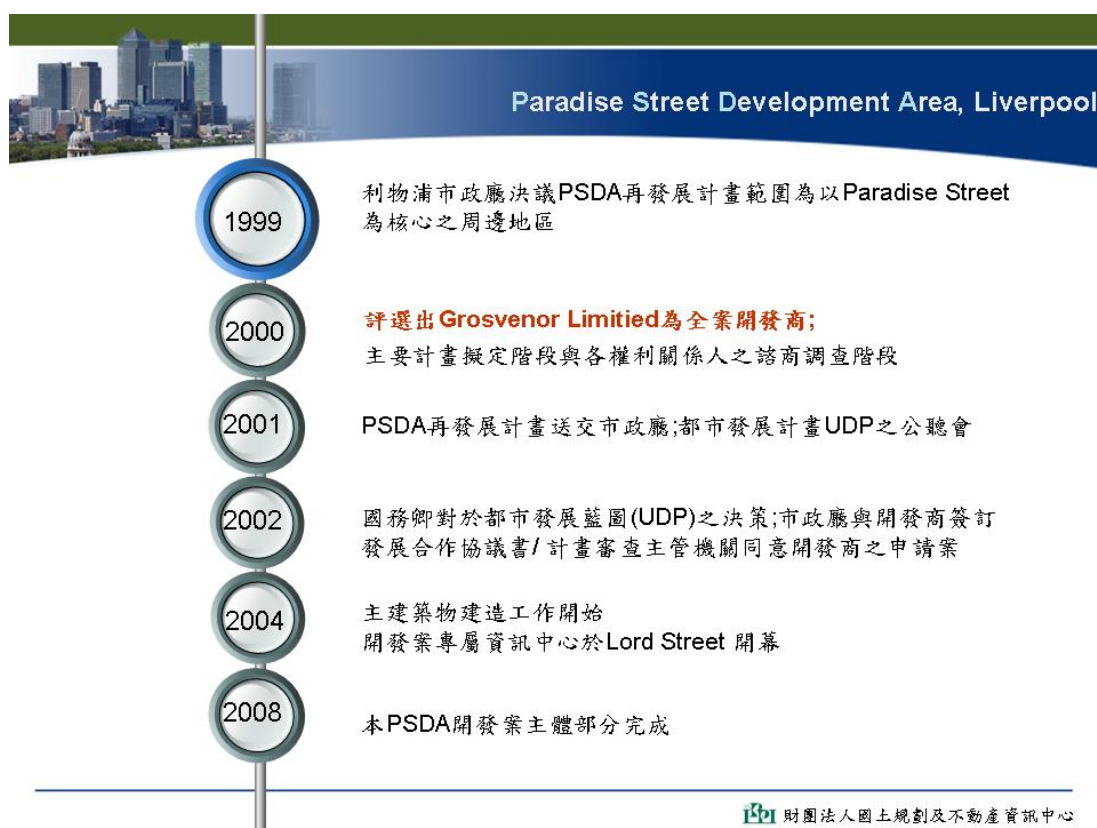 Paradise Street Development Area, Liverpool
1999
利物浦市政廳決議PSDA再發展計畫範圍為以Paradise Street
為核心之周邊地區
2000
評選出Grosvenor Limitied為全案開發商;
主要計畫擬定階段與各權利關係人之諮商調查階段
2001
PSDA再發展計畫送交市政廳;都市發展計畫UDP之公聽會
2002
國務卿對於都市發展藍圖(UDP)之決策;市政廳與開發商簽訂
發展合作協議書/ 計畫審查主管機關同意開發商之申請案
2004
主建築物建造工作開始
開發案專屬資訊中心於Lord Street 開幕
2008
本PSDA開發案主體部分完成
財團法人國土規劃及不動產資訊中心